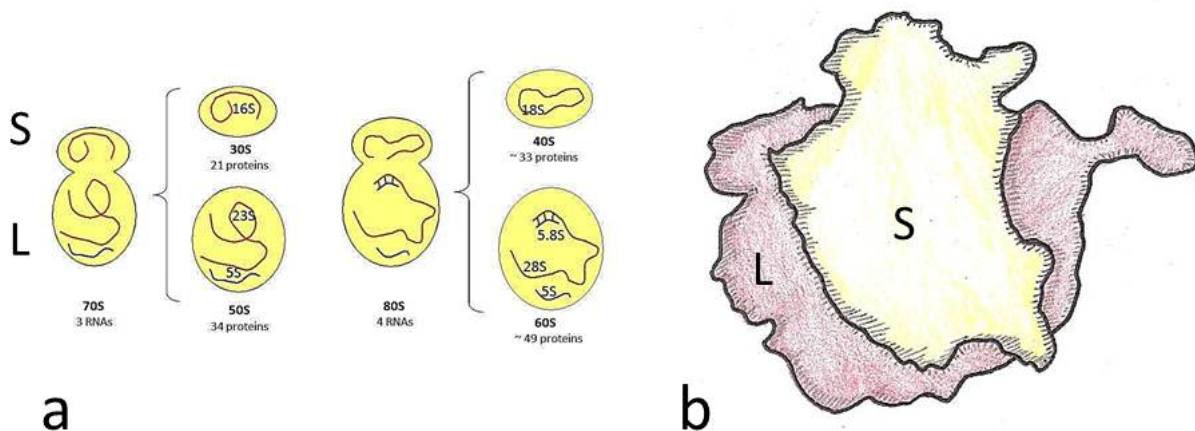 S
L
16S
30S
21 proteins
23S
5S
50S
34 proteins
70S
3 RNAs
18S
40S
~ 33 proteins
5.8S
28S
5S
60S
~ 49 proteins
80S
4 RNAs
a
S
L
b